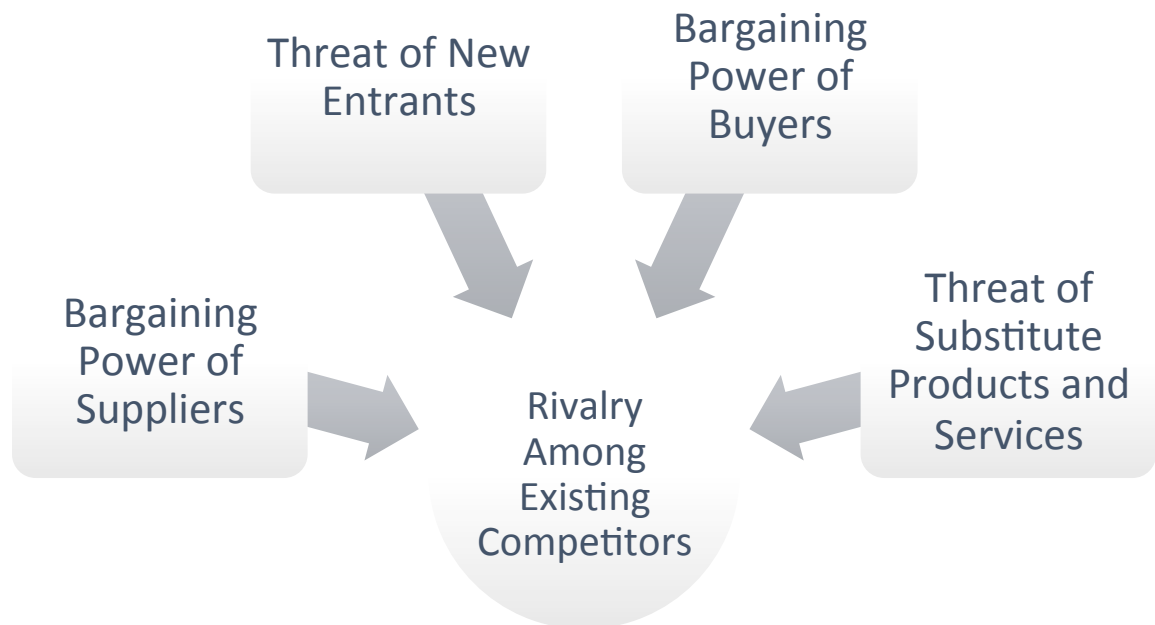 Threat of New
Entrants
Bargaining
Power of
Buyers
Bargaining
Power of
Suppliers
Threat of
Substitute
Products and
Services
Rivalry
Among
Existing
Competitors